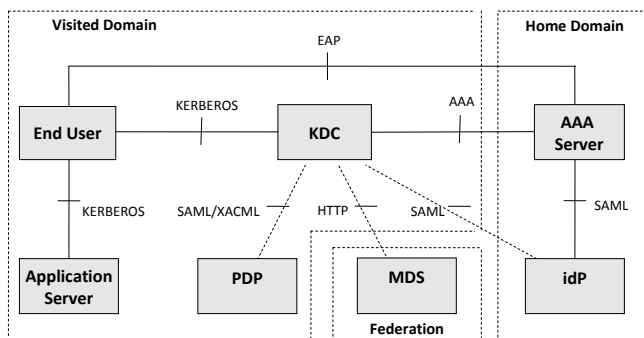 Visited Domain
Home Domain
EAP
KERBEROS
AAA
End User
KDC
AAA
Server
KERBEROS
SAML/XACML
HTTP
SAML
SAML
Application
Server
PDP
MDS
idP
Federation